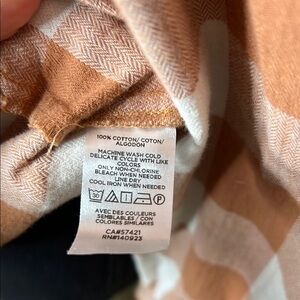 100% COTTON/ COTON/
ALGODON
MACHINE WASH COLD
DELICATE CYCLE WITH LIKE
COLORS
ONLY NON-CHLORINE
BLEACH WHEN NEEDED
LINE DRY
COOL IRON WHEN NEEDED
30 P
AVEC DES COULEURS
SEMBLABLES / CON
COLORES SIMILARES
CA#57421
RN#140923